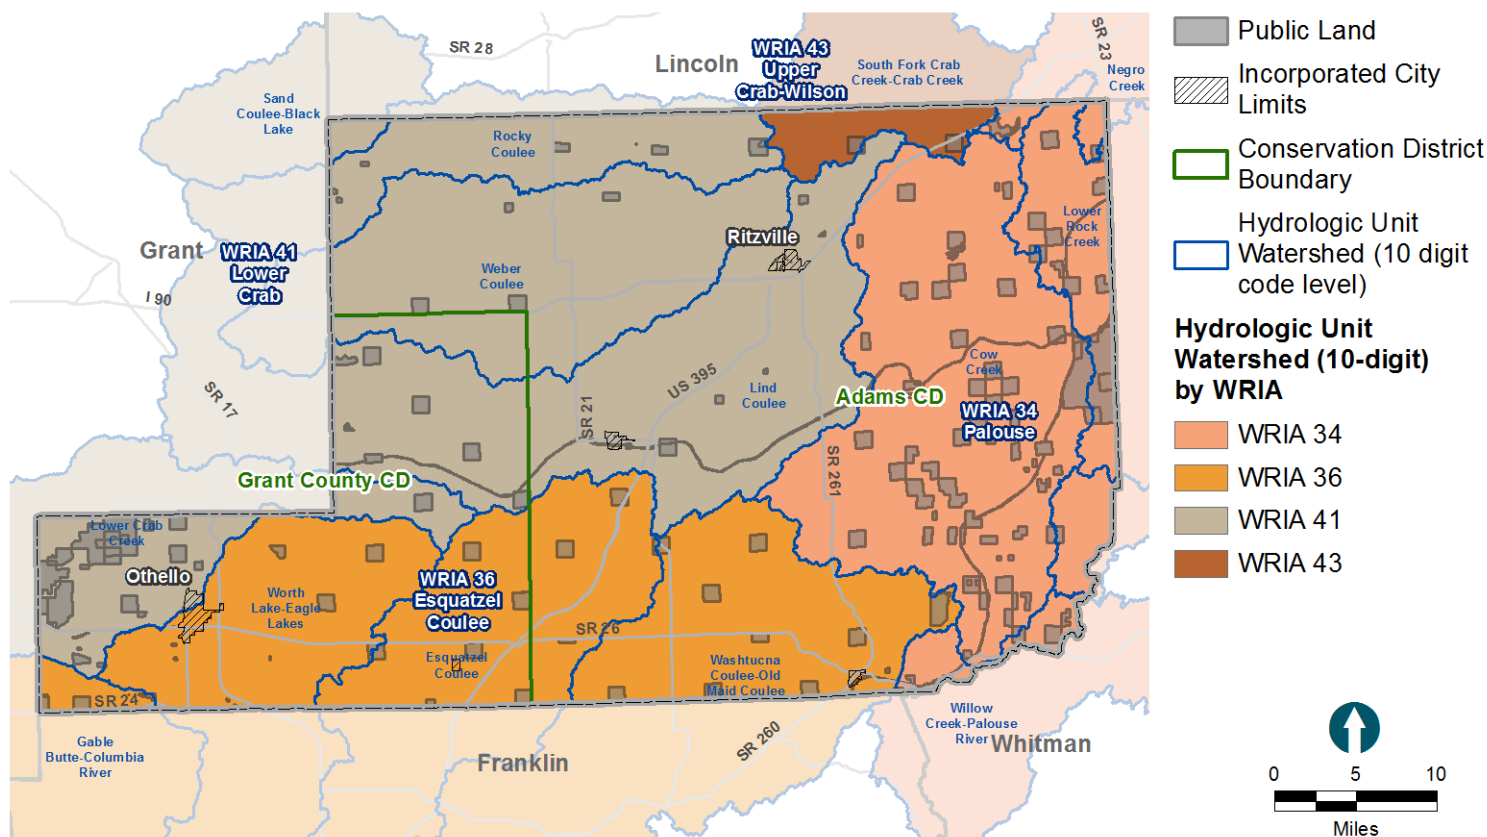 SR 28
Lincoln
WRIA 43
Upper
Crab-Wilson
South Fork Crab
Creek-Crab Creek
SR 23
Negro
Creek
Sand
Coulee-Black
Lake
Rocky
Coulee
Grant
WRIA 41
Lower
Crab
I 90
Weber
Coulee
Ritzville
Lower
Rock
Creek
SR 17
US 395
SR 21
Lind
Coulee
Adams CD
Cow
Creek
WRIA 34
Palouse
SR 261
Grant County CD
Lower Crab
Creek
Othello
Worth
Lake-Eagle
Lakes
WRIA 36
Esquatzel
Coulee
SR 26
Esquatzel
Coulee
Washtucna
Coulee-Old
Maid Coulee
SR 24
Gable
Butte-Columbia
River
Franklin
SR 260
Willow
Creek-Palouse
River
Whitman
Public Land
Incorporated City
Limits
Conservation District
Boundary
Hydrologic Unit
Watershed (10 digit
code level)
Hydrologic Unit
Watershed (10-digit)
by WRIA
WRIA 34
WRIA 36
WRIA 41
WRIA 43
0 5 10
Miles